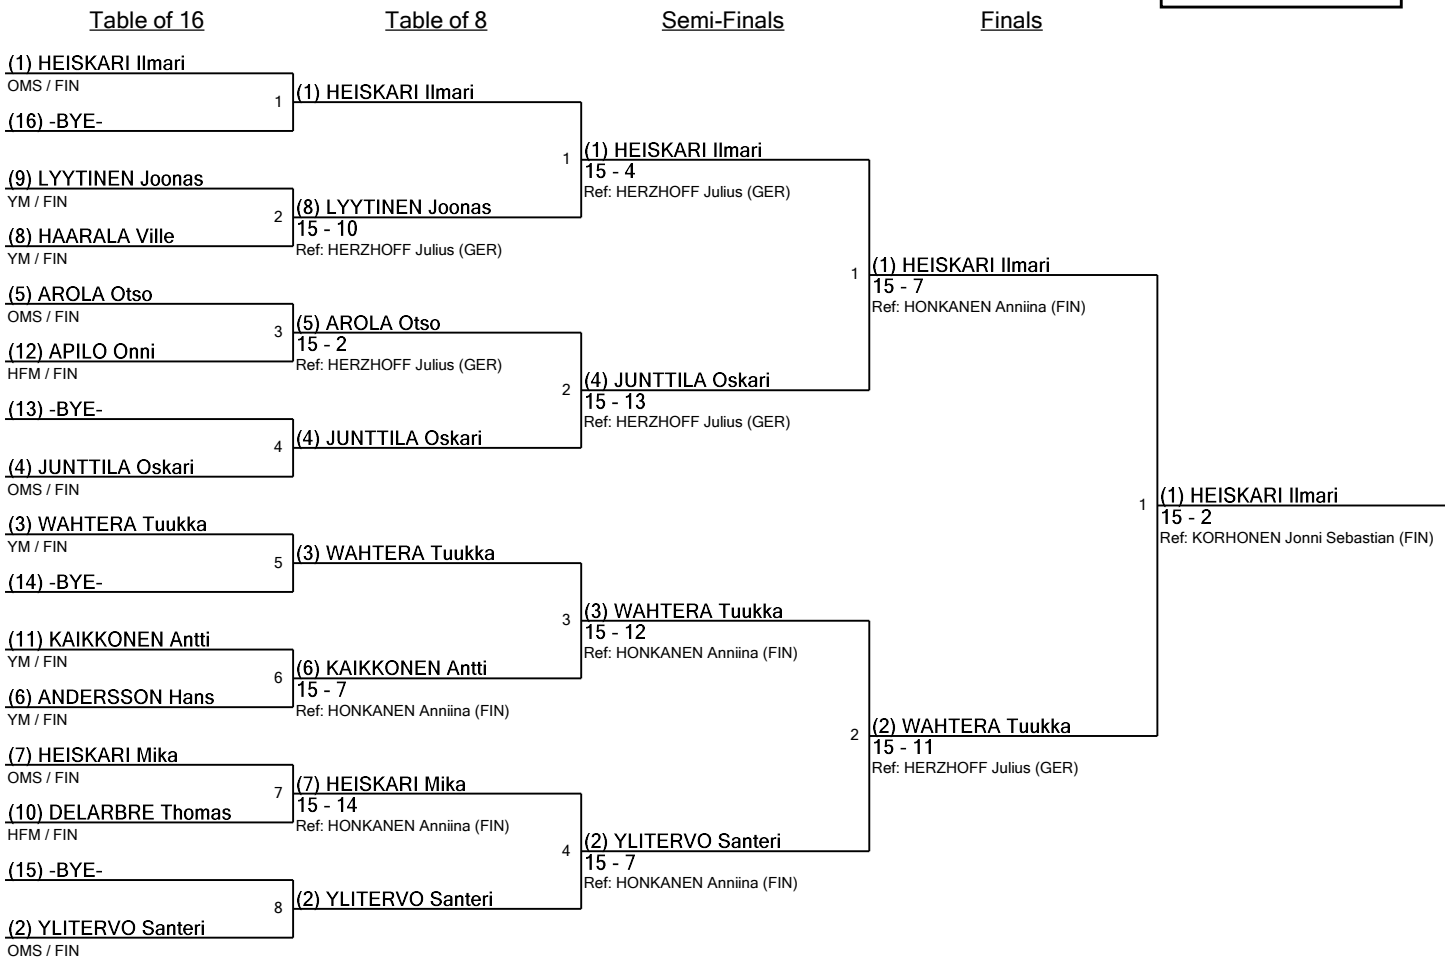 Table of 16
Table of 8
Semi-Finals
Finals
(1) HEISKARI Ilmari
OMS / FIN
(16) -BYE-
(9) LYYTINEN Joonas
YM / FIN
(8) HAARALA Ville
YM / FIN
(5) AROLA Otso
OMS / FIN
(12) APILO Onni
HFM / FIN
(13) -BYE-
(4) JUNTTILA Oskari
OMS / FIN
(3) WAHTERA Tuukka
YM / FIN
(14) -BYE-
(11) KAIKKONEN Antti
YM / FIN
(6) ANDERSSON Hans
YM / FIN
(7) HEISKARI Mika
OMS / FIN
(10) DELARBRE Thomas
HFM / FIN
(15) -BYE-
(2) YLITERVO Santeri
OMS / FIN
1
(1) HEISKARI Ilmari
2
(8) LYYTINEN Joonas
15 - 10
Ref: HERZHOFF Julius (GER)
3
(5) AROLA Otso
15 - 2
Ref: HERZHOFF Julius (GER)
4
(4) JUNTTILA Oskari
5
(3) WAHTERA Tuukka
6
(6) KAIKKONEN Antti
15 - 7
Ref: HONKANEN Anniina (FIN)
7
(7) HEISKARI Mika
15 - 14
Ref: HONKANEN Anniina (FIN)
8
(2) YLITERVO Santeri
1
(1) HEISKARI Ilmari
15 - 4
Ref: HERZHOFF Julius (GER)
2
(4) JUNTTILA Oskari
15 - 13
Ref: HERZHOFF Julius (GER)
3
(3) WAHTERA Tuukka
15 - 12
Ref: HONKANEN Anniina (FIN)
4
(2) YLITERVO Santeri
15 - 7
Ref: HONKANEN Anniina (FIN)
1
(1) HEISKARI Ilmari
15 - 7
Ref: HONKANEN Anniina (FIN)
2
(2) WAHTERA Tuukka
15 - 11
Ref: HERZHOFF Julius (GER)
1
(1) HEISKARI Ilmari
15 - 2
Ref: KORHONEN Jonni Sebastian (FIN)